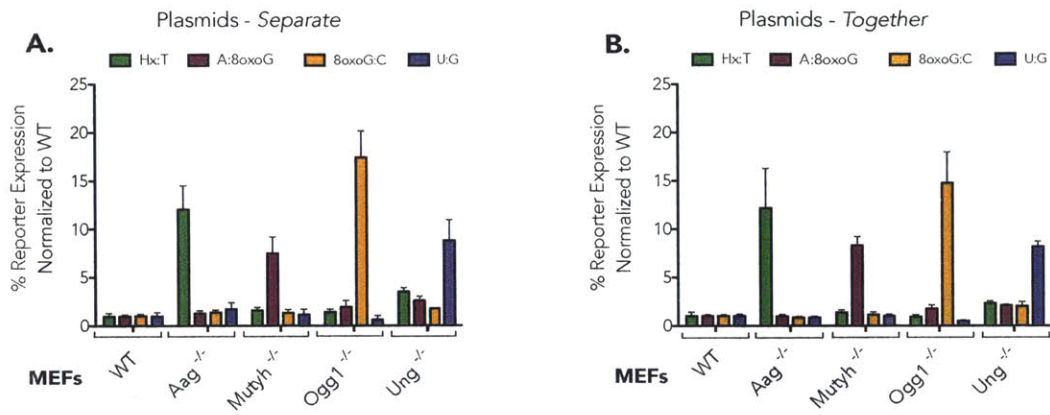 Plasmids - Separate
A.
Hx:T A:8oxoG 8oxoG:C U:G
% Reporter Expression
Normalized to WT
25
20
15
10
5
0
WT Aag -/- Mutyh -/- Ogg1 -/- Ung -/-
MEFs
Plasmids - Together
B.
Hx:T A:8oxoG 8oxoG:C U:G
% Reporter Expression
Normalized to WT
25
20
15
10
5
0
WT Aag -/- Mutyh -/- Ogg1 -/- Ung -/-
MEFs